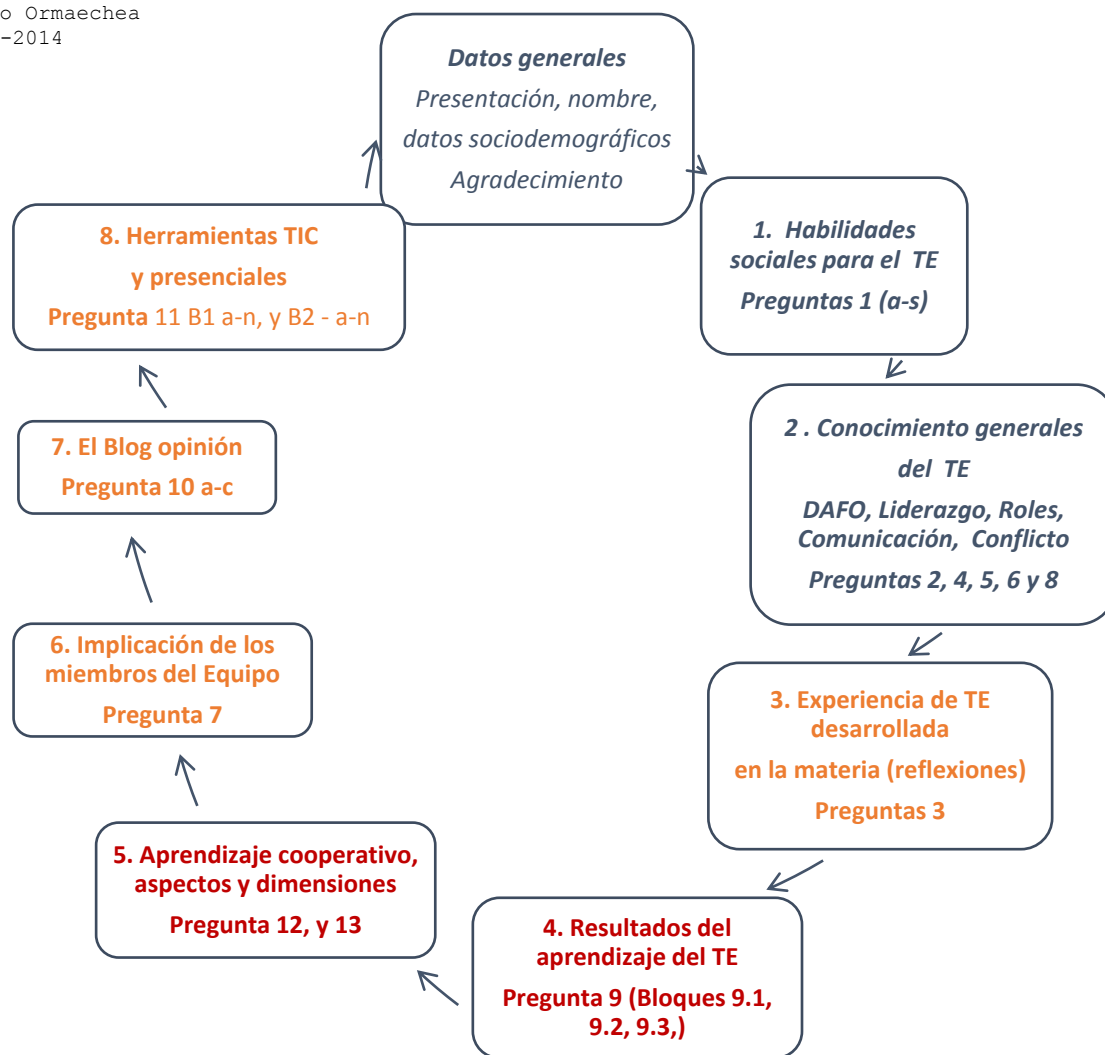 o Ormaechea
-2014
Datos generales
Presentación, nombre,
datos sociodemográficos
Agradecimiento
1. Habilidades
sociales para el TE
Preguntas 1 (a-s)
2 . Conocimiento generales
del TE
DAFO, Liderazgo, Roles,
Comunicación, Conflicto
Preguntas 2, 4, 5, 6 y 8
3. Experiencia de TE
desarrollada
en la materia (reflexiones)
Preguntas 3
4. Resultados del
aprendizaje del TE
Pregunta 9 (Bloques 9.1,
9.2, 9.3,)
5. Aprendizaje cooperativo,
aspectos y dimensiones
Pregunta 12, y 13
6. Implicación de los
miembros del Equipo
Pregunta 7
7. El Blog opinión
Pregunta 10 a-c
8. Herramientas TIC
y presenciales
Pregunta 11 B1 a-n, y B2 - a-n